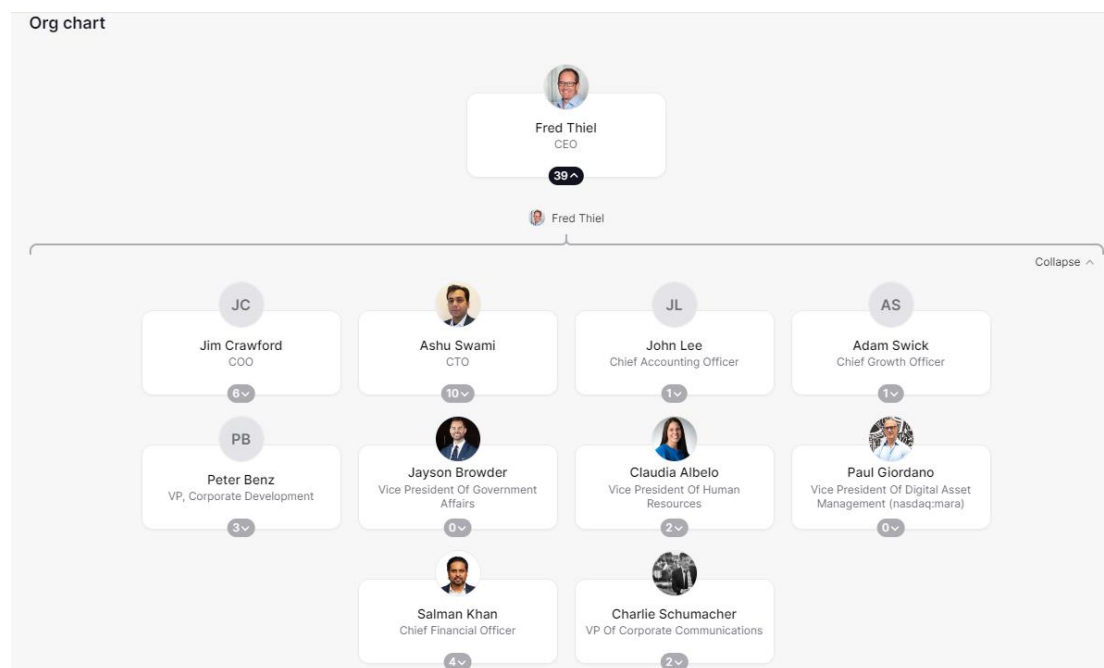 Org chart
Fred Thiel
CEO
39
Fred Thiel
Collapse
JC
Jim Crawford
COO
6
Ashu Swami
CTO
10
JL
John Lee
Chief Accounting Officer
1
AS
Adam Swick
Chief Growth Officer
1
PB
Peter Benz
VP, Corporate Development
3
Jayson Browder
Vice President Of Government
Affairs
0
Claudia Albelo
Vice President Of Human
Resources
2
Paul Giordano
Vice President Of Digital Asset
Management (nasdaq:mara)
0
Salman Khan
Chief Financial Officer
4
Charlie Schumacher
VP Of Corporate Communications
2